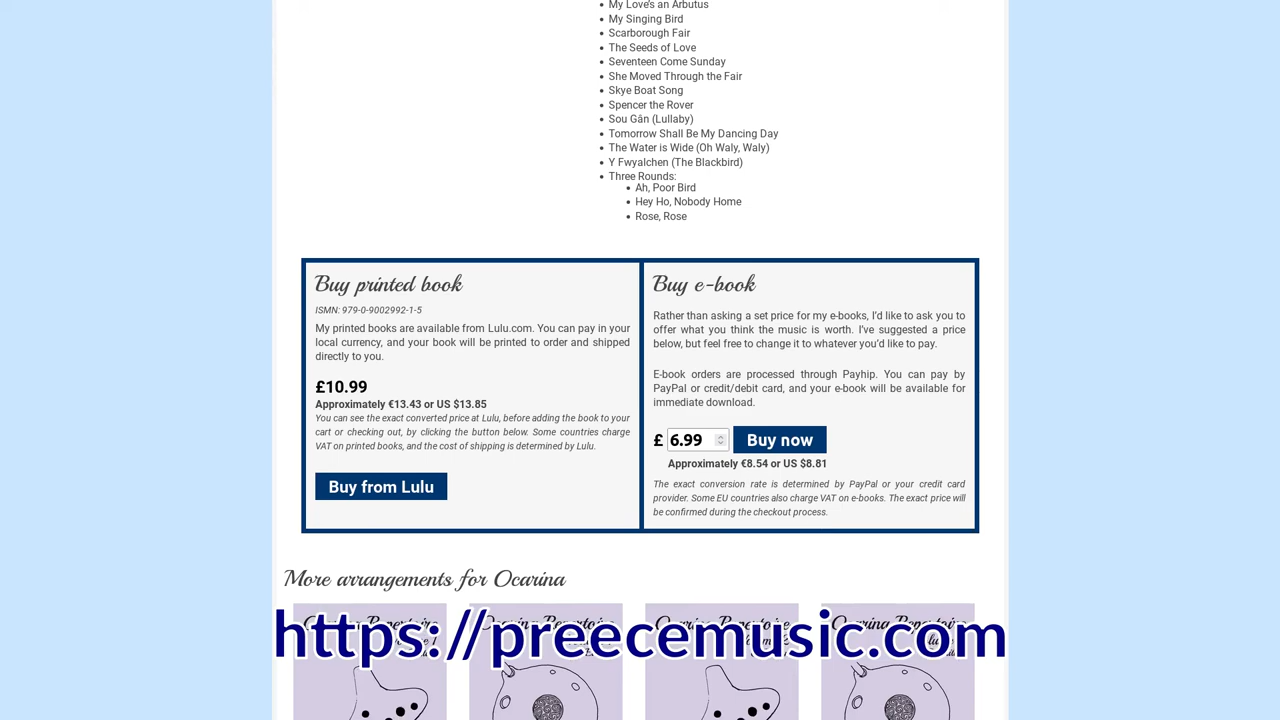 My Love's an Arbutus
My Singing Bird
Scarborough Fair
The Seeds of Love
Seventeen Come Sunday
She Moved Through the Fair
Skye Boat Song
Spencer the Rover
Sou Gân (Lullaby)
Tomorrow Shall Be My Dancing Day
The Water is Wide (Oh Waly, Waly)
Y Fwyalchen (The Blackbird)
Three Rounds:
Ah, Poor Bird
Hey Ho, Nobody Home
Rose, Rose
Buy printed book
ISMN: 979-0-9002992-1-5
My printed books are available from Lulu.com. You can pay in your
local currency, and your book will be printed to order and shipped
directly to you.
£10.99
Approximately €13.43 or US $13.85
You can see the exact converted price at Lulu, before adding the book to your
cart or checking out, by clicking the button below. Some countries charge
VAT on printed books, and the cost of shipping is determined by Lulu.
Buy from Lulu
Buy e-book
Rather than asking a set price for my e-books, I'd like to ask you to
offer what you think the music is worth. I've suggested a price
below, but feel free to change it to whatever you'd like to pay.
E-book orders are processed through Payhip. You can pay by
PayPal or credit/debit card, and your e-book will be available for
immediate download.
£ 6.99 Buy now
Approximately €8.54 or US $8.81
The exact conversion rate is determined by PayPal or your credit card
provider. Some EU countries also charge VAT on e-books. The exact price will
be confirmed during the checkout process.
More arrangements for Ocarina
https://preecemusic.com